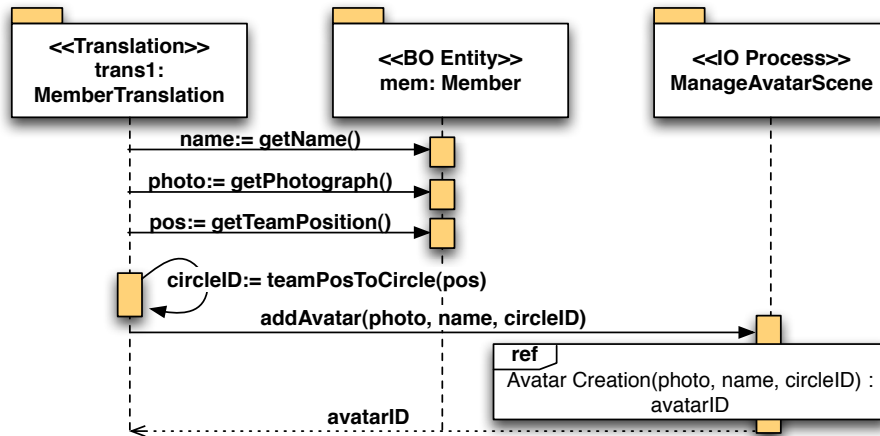 <<Translation>>
trans1:
MemberTranslation
<<BO Entity>>
mem: Member
<<IO Process>>
ManageAvatarScene
name:= getName()
photo:= getPhotograph()
pos:= getTeamPosition()
circleID:= teamPosToCircle(pos)
addAvatar(photo, name, circleID)
ref
Avatar Creation(photo, name, circleID) :
avatarID
avatarID